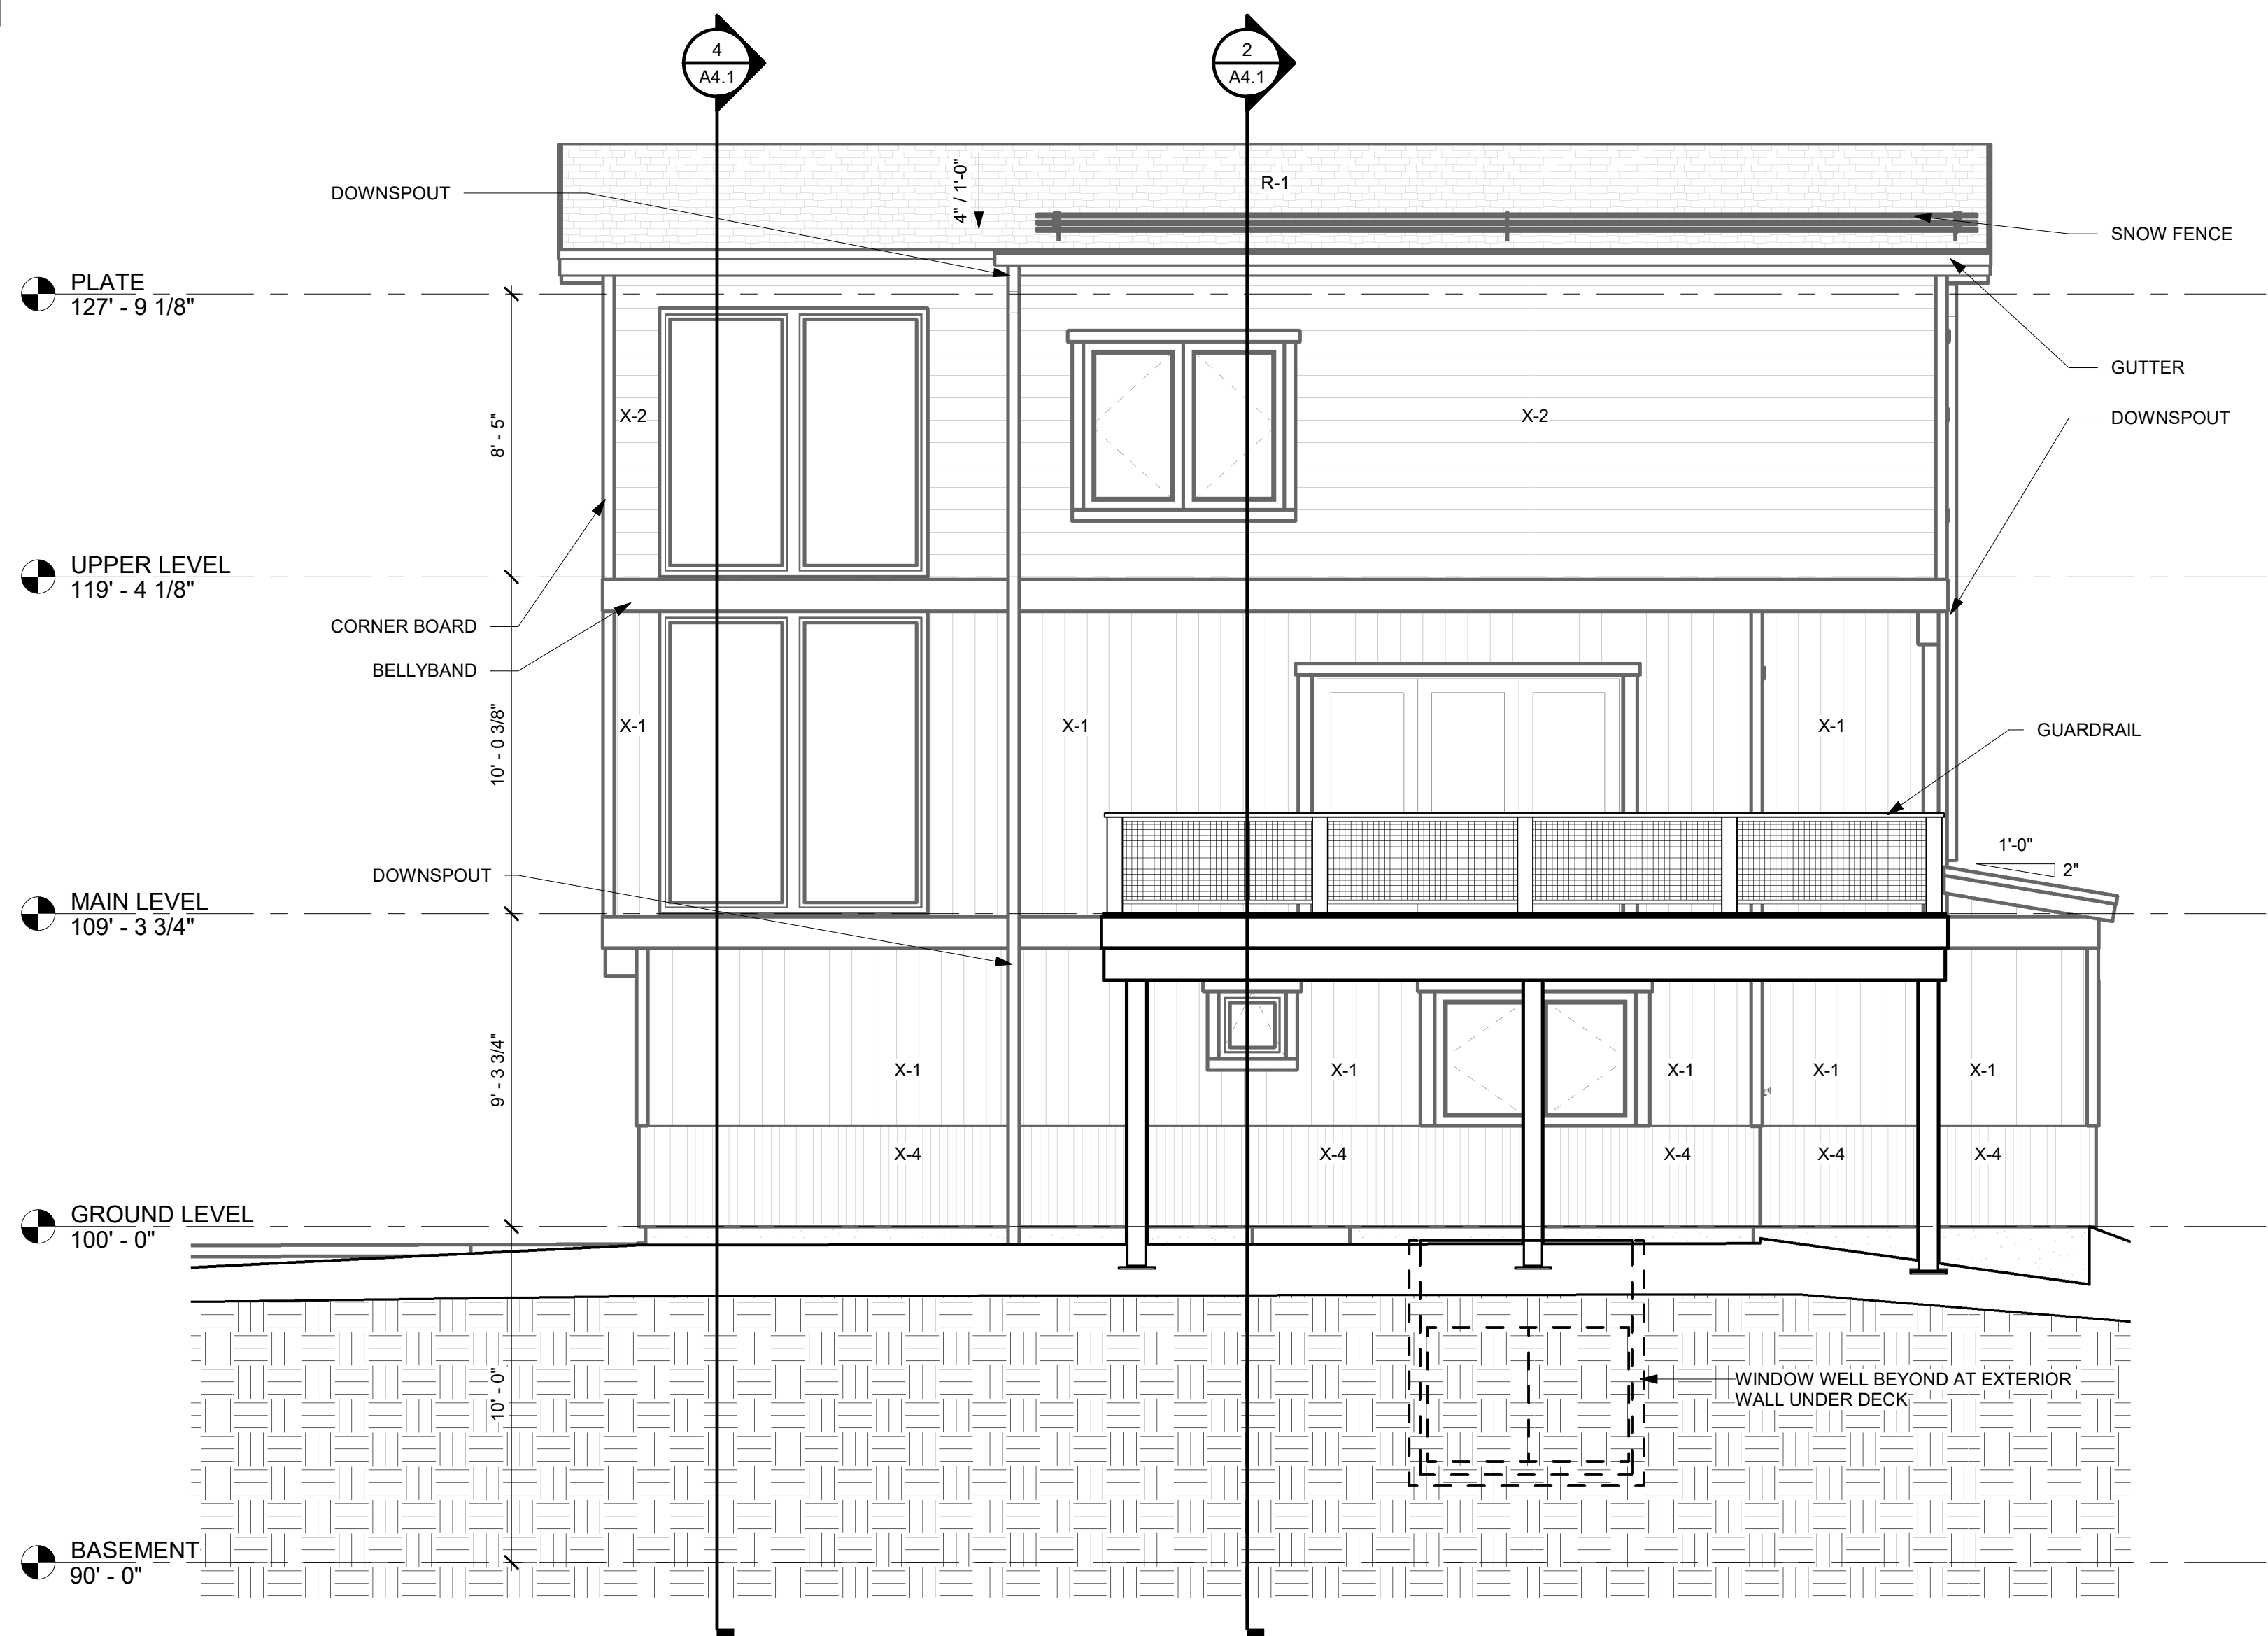 4
A4.1
2
A4.1
DOWNSPOUT
4" / 1'-0"
R-1
SNOW FENCE
PLATE
127' - 9 1/8"
GUTTER
8' - 5"
X-2
X-2
DOWNSPOUT
UPPER LEVEL
119' - 4 1/8"
CORNER BOARD
BELLYBAND
10' - 0 3/8"
X-1
X-1
X-1
GUARDRAIL
1'-0"
2"
DOWNSPOUT
MAIN LEVEL
109' - 3 3/4"
9' - 3 3/4"
X-1
X-1
X-1
X-1
X-1
X-4
X-4
X-4
X-4
X-4
GROUND LEVEL
100' - 0"
10' - 0"
WINDOW WELL BEYOND AT EXTERIOR
WALL UNDER DECK
BASEMENT
90' - 0"